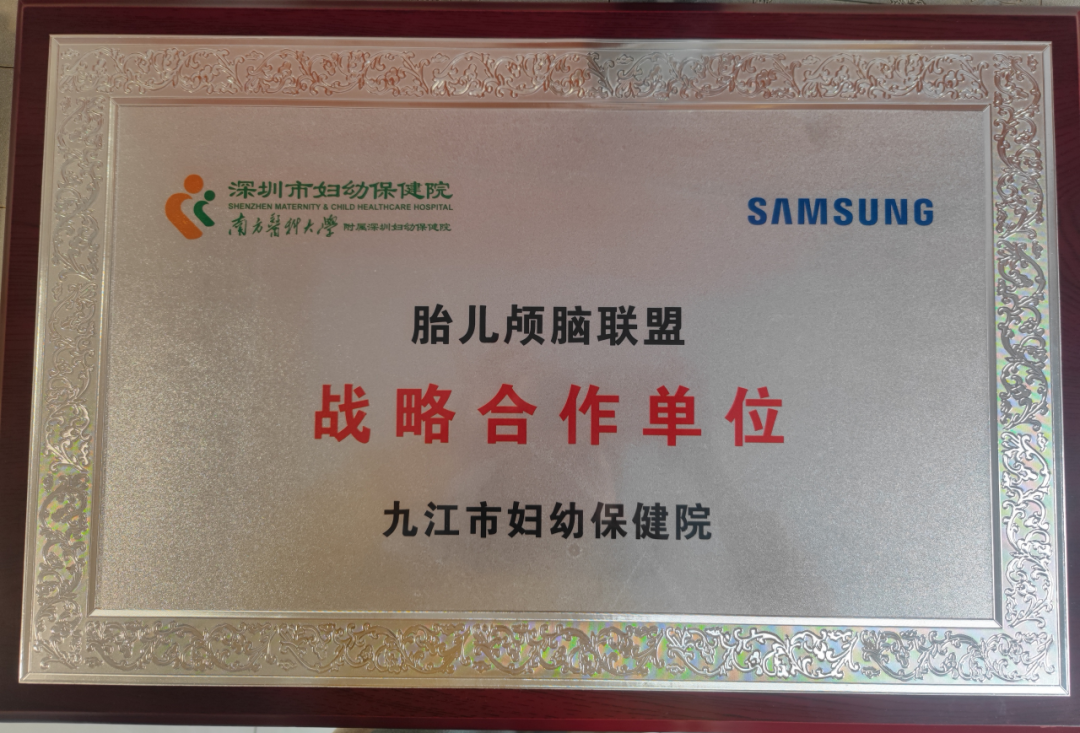 深圳市妇幼保健院
SHENZHEN MATERNITY & CHILD HEALTHCARE HOSPITAL
南方醫科大學 附属深圳妇幼保健院
SAMSUNG
胎儿颅脑联盟
战略合作单位
九江市妇幼保健院